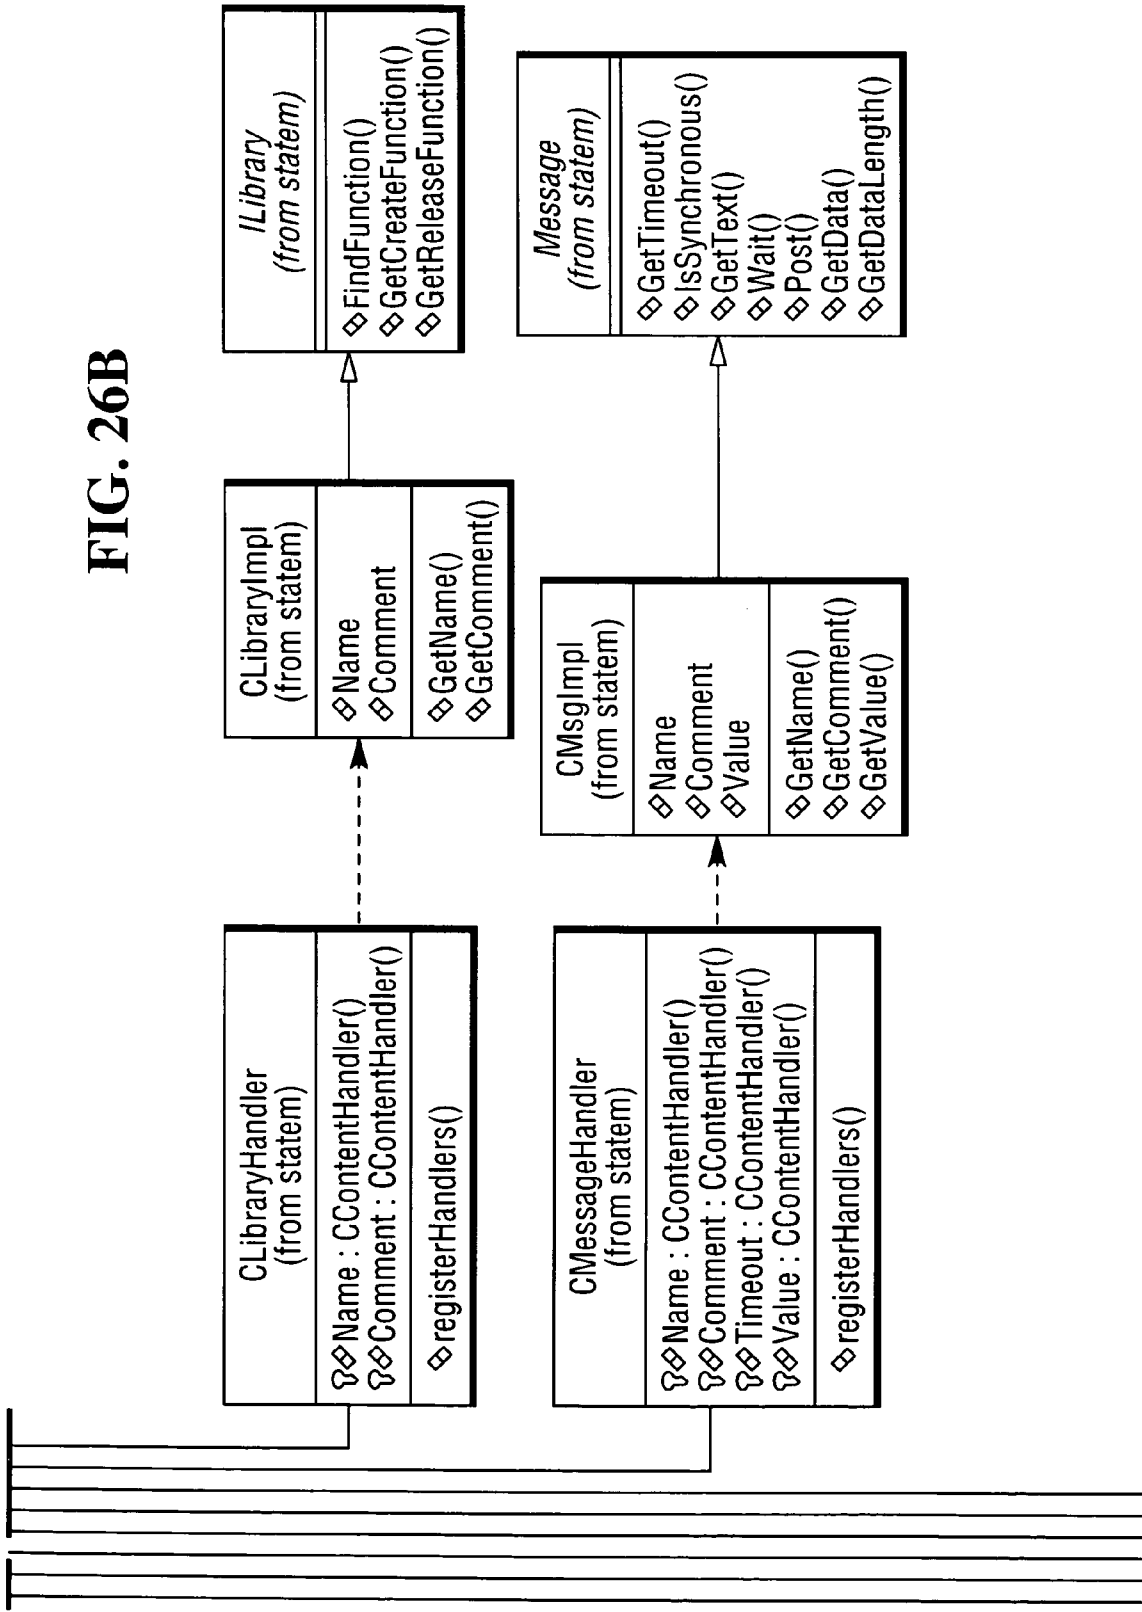 FIG. 26B
CLibraryHandler
(from statem)
Name : CContentHandler()
Comment : CContentHandler()
registerHandlers()
CLibraryImpl
(from statem)
Name
Comment
GetName()
GetComment()
ILibrary
(from statem)
FindFunction()
GetCreateFunction()
GetReleaseFunction()
CMessageHandler
(from statem)
Name : CContentHandler()
Comment : CContentHandler()
Timeout : CContentHandler()
Value : CContentHandler()
registerHandlers()
CMsgImpl
(from statem)
Name
Comment
Value
GetName()
GetComment()
GetValue()
Message
(from statem)
GetTimeout()
IsSynchronous()
GetText()
Wait()
Post()
GetData()
GetDataLength()